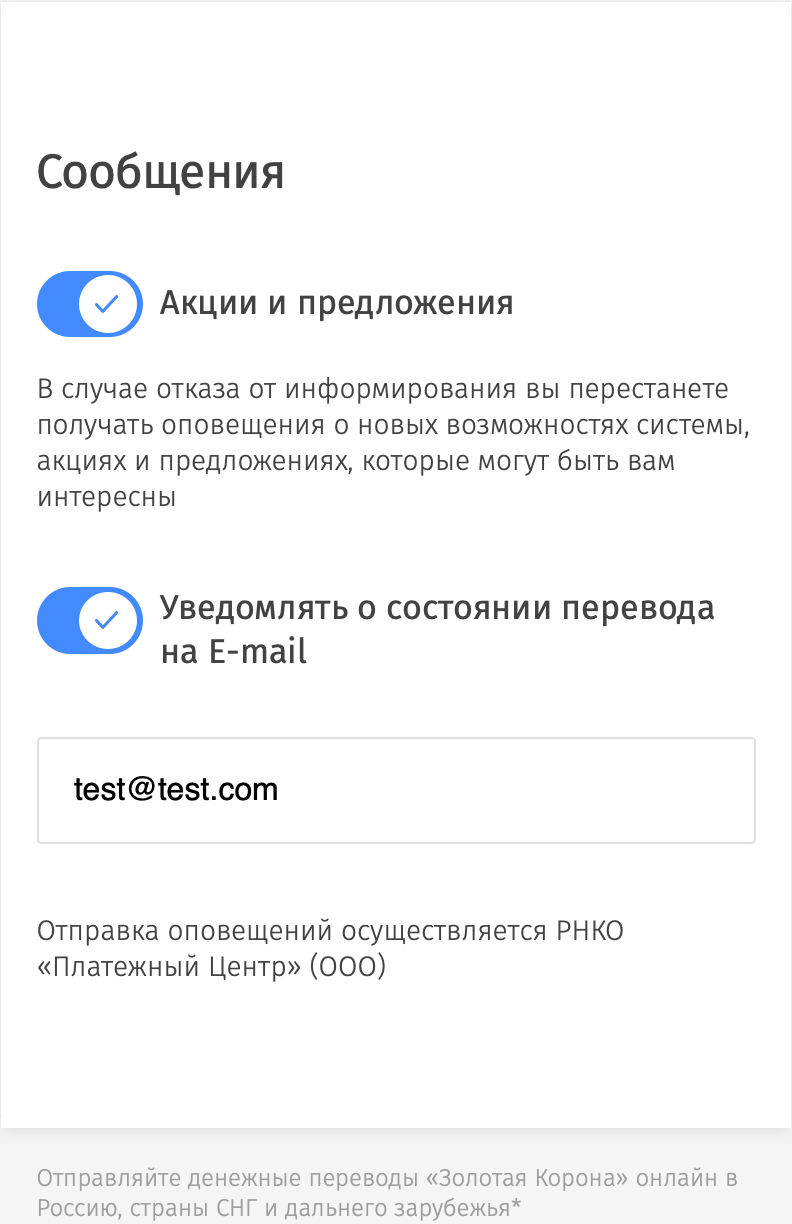 Сообщения
Акции и предложения
В случае отказа от информирования вы перестанете
получать оповещения о новых возможностях системы,
акциях и предложениях, которые могут быть вам
интересны
Уведомлять о состоянии перевода
на E-mail
test@test.com
Отправка оповещений осуществляется РНКО
«Платежный Центр» (ООО)
Отправляйте денежные переводы «Золотая Корона» онлайн в
Россию, страны СНГ и дальнего зарубежья*